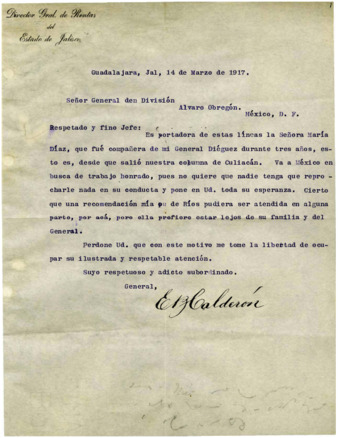 Director Gral. de Rentas
del
Estado de Jalisco
Guadalajara, Jal, 14 de Marzo de 1917.
Señor General den División
Alvaro Obregón.
México, D. F.
Respetado y fino Jefe:
Es portadora de estas líneas la Señora María
Díaz, que fué compañera de mi General Diéguez durante tres años, es-
to es, desde que salió nuestra columna de Culiacán. Va a México en
busca de trabajo honrado, pues no quiere que nadie tenga que repro-
charle nada en su conducta y pone en Ud. toda su esperanza. Cierto
que una recomendación mía o de Ríos pudiera ser atendida en alguna
parte, por acá, pero ella prefiere estar lejos de su familia y del
General.
Perdone Ud. que con este motivo me tome la libertad de ocu-
par su ilustrada y respetable atención.
Suyo respetuoso y adicto subordinado.
General,
E B Calderón